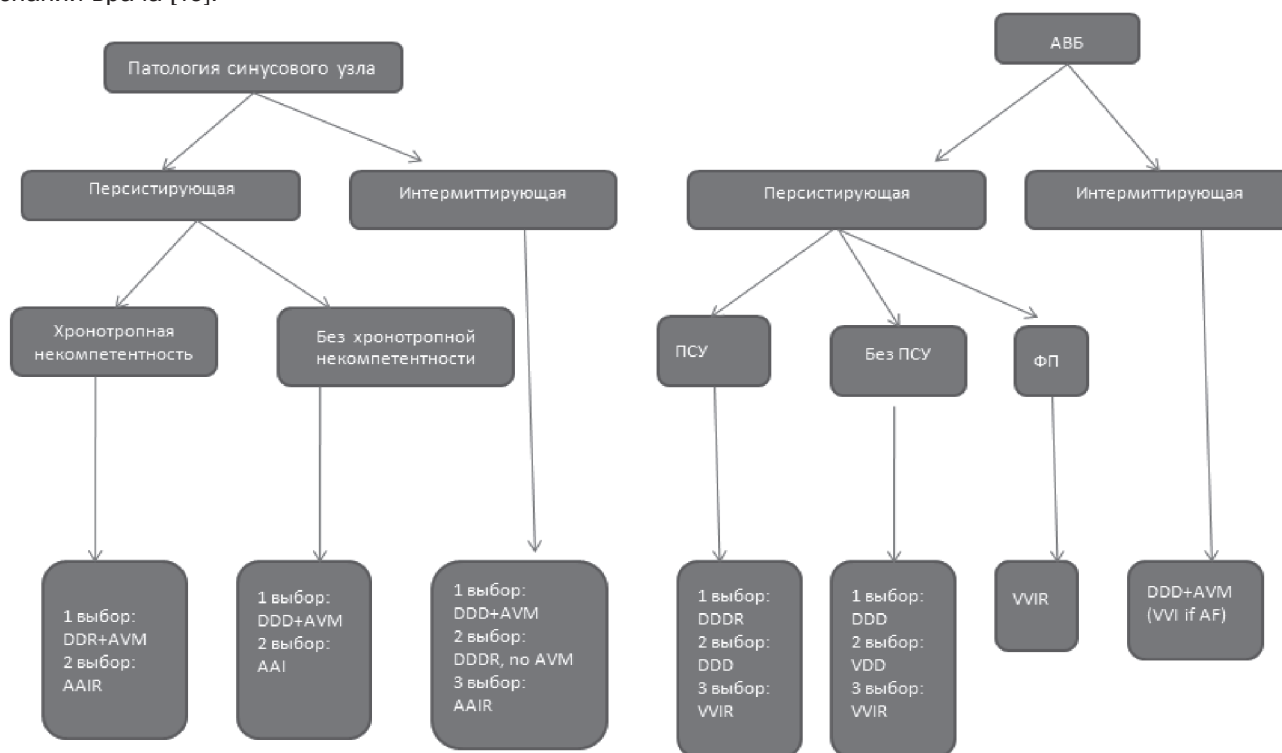 Патология синусового узла
Персистирующая
Интермиттирующая
Хронотропная
некомпетентность
Без хронотропной
некомпетентности
1 выбор:
DDR+AVM
2 выбор:
AAIR
1 выбор:
DDD+AVM
2 выбор:
AAI
1 выбор:
DDD+AVM
2 выбор:
DDDR, no AVM
3 выбор:
AAIR
АВБ
Персистирующая
Интермиттирующая
ПСУ
Без ПСУ
ФП
1 выбор:
DDDR
2 выбор:
DDD
3 выбор:
VVIR
1 выбор:
DDD
2 выбор:
VDD
3 выбор:
VVIR
VVIR
DDD+AVM
(VVI if AF)